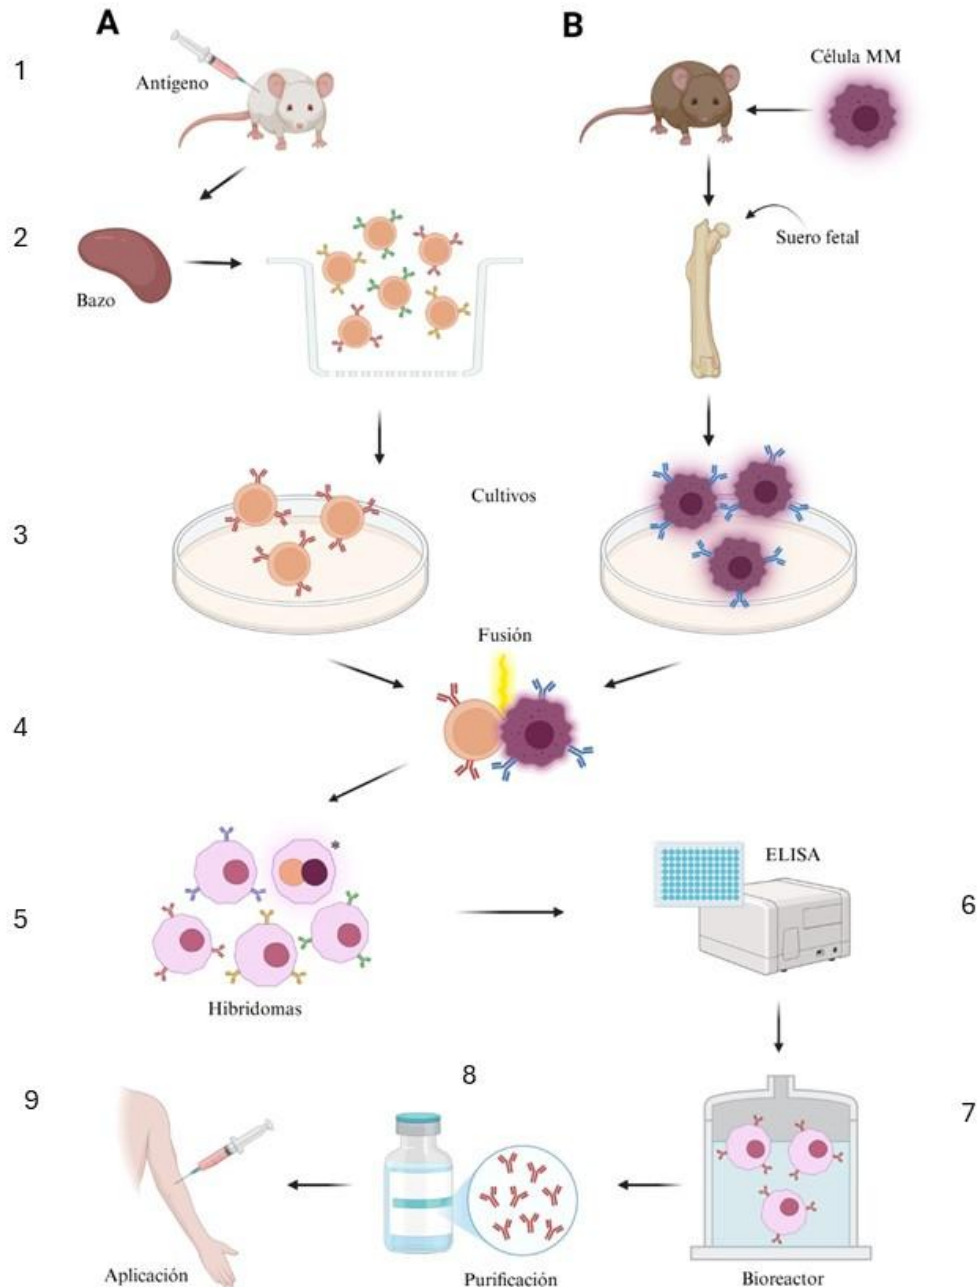 A
B
1
Antígeno
Célula MM
2
Suero fetal
Bazo
Cultivos
3
Fusión
4
*
ELISA
5
6
Hibridomas
8
9
7
Aplicación
Purificación
Bioreactor